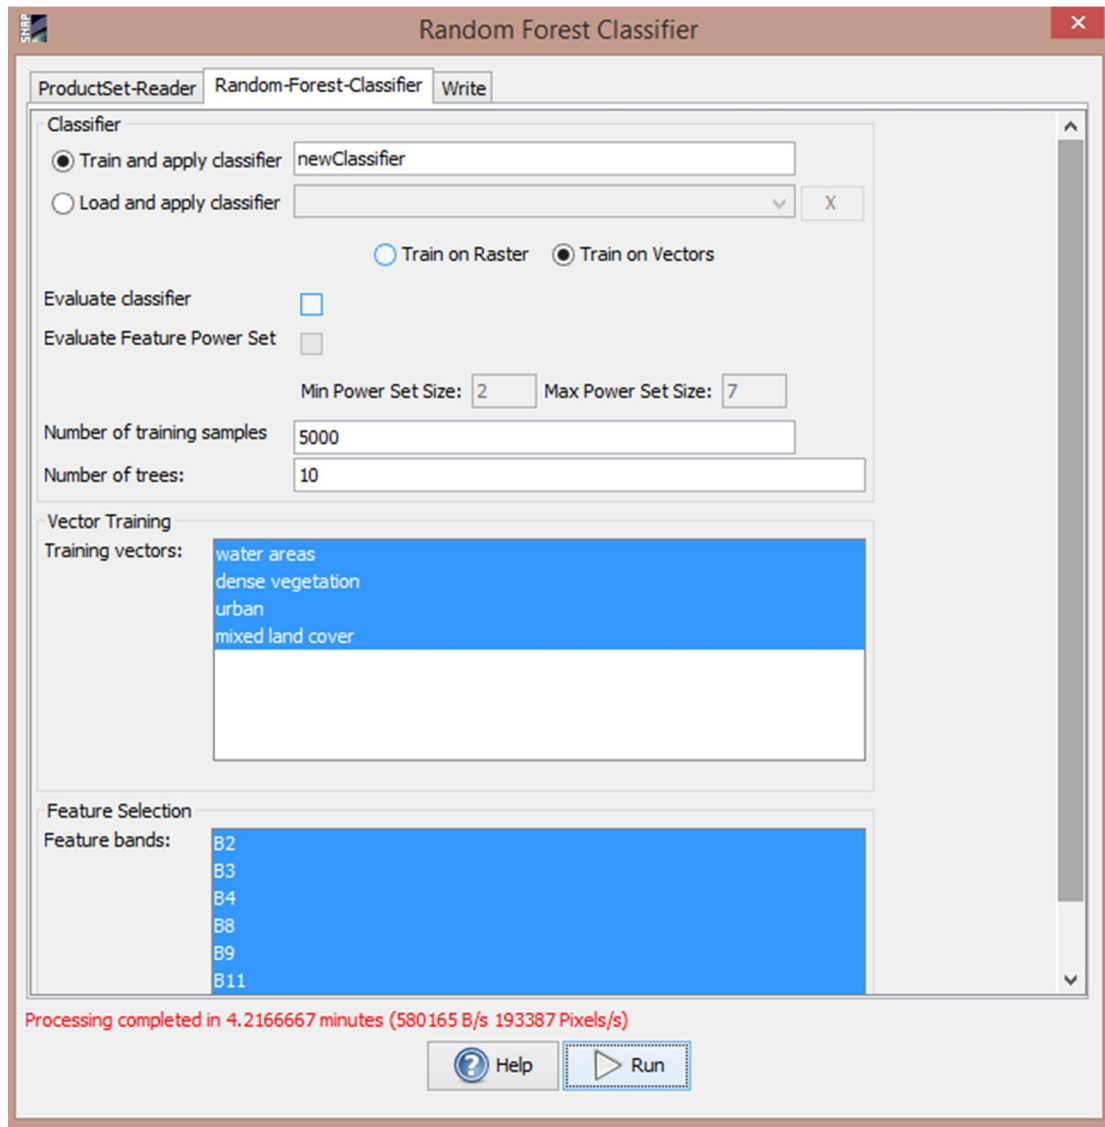 SNAP
Random Forest Classifier
ProductSet-Reader Random-Forest-Classifier Write
Classifier
Train and apply classifier newClassifier
Load and apply classifier X
Train on Raster Train on Vectors
Evaluate classifier
Evaluate Feature Power Set
Min Power Set Size: 2 Max Power Set Size: 7
Number of training samples 5000
Number of trees: 10
Vector Training
Training vectors: water areas
dense vegetation
urban
mixed land cover
Feature Selection
Feature bands: B2
B3
B4
B8
B9
B11
Processing completed in 4.2166667 minutes (580165 B/s 193387 Pixels/s)
? Help Run